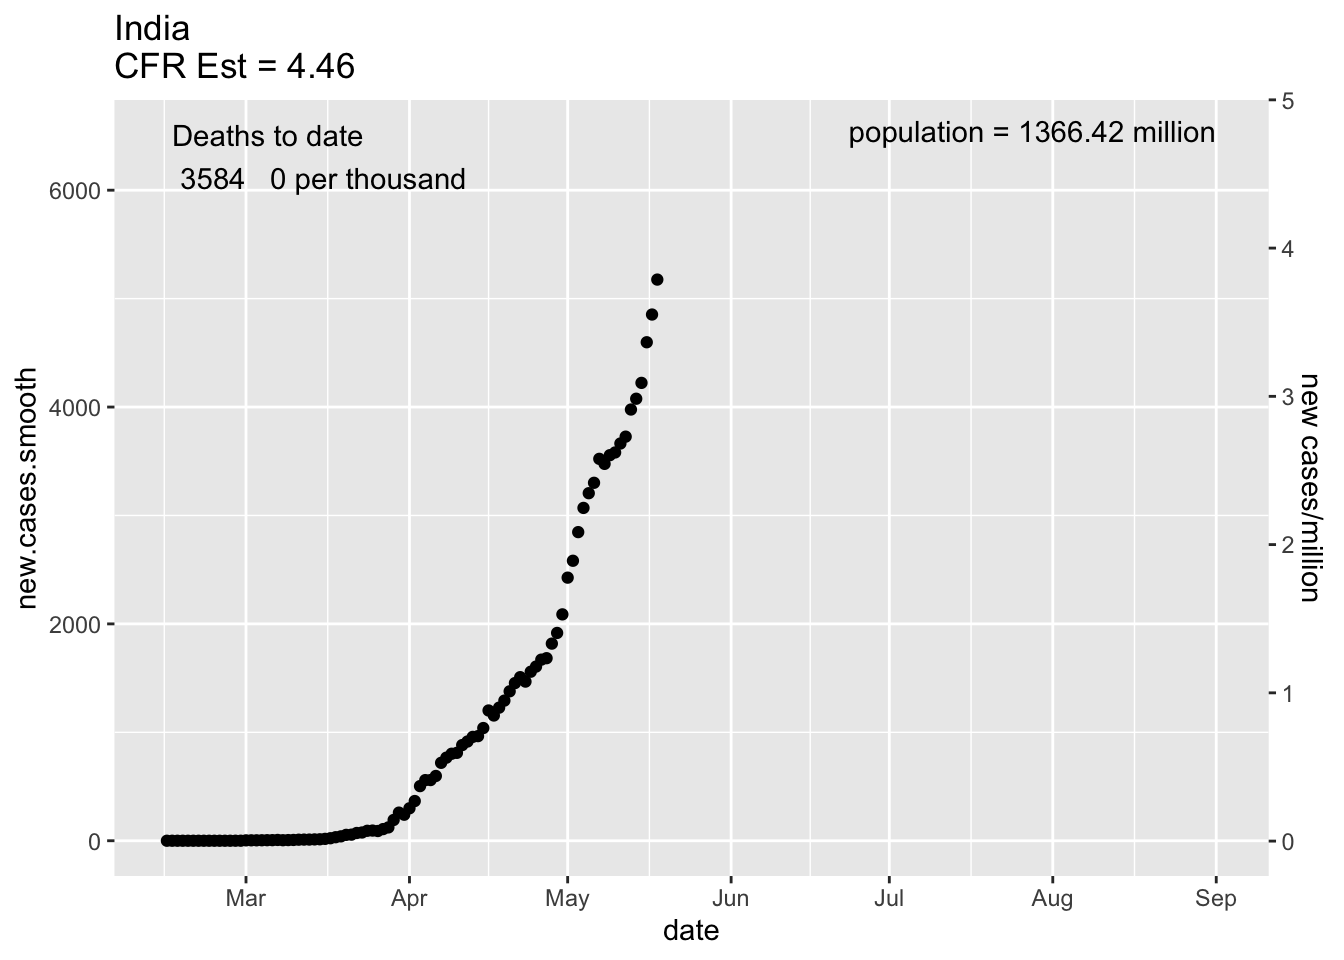 India
CFR Est = 4.46
Deaths to date
3584 0 per thousand
population = 1366.42 million
new.cases.smooth
6000
4000
2000
0
5
4
3
2
1
0
new cases/million
Mar Apr May Jun Jul Aug Sep
date